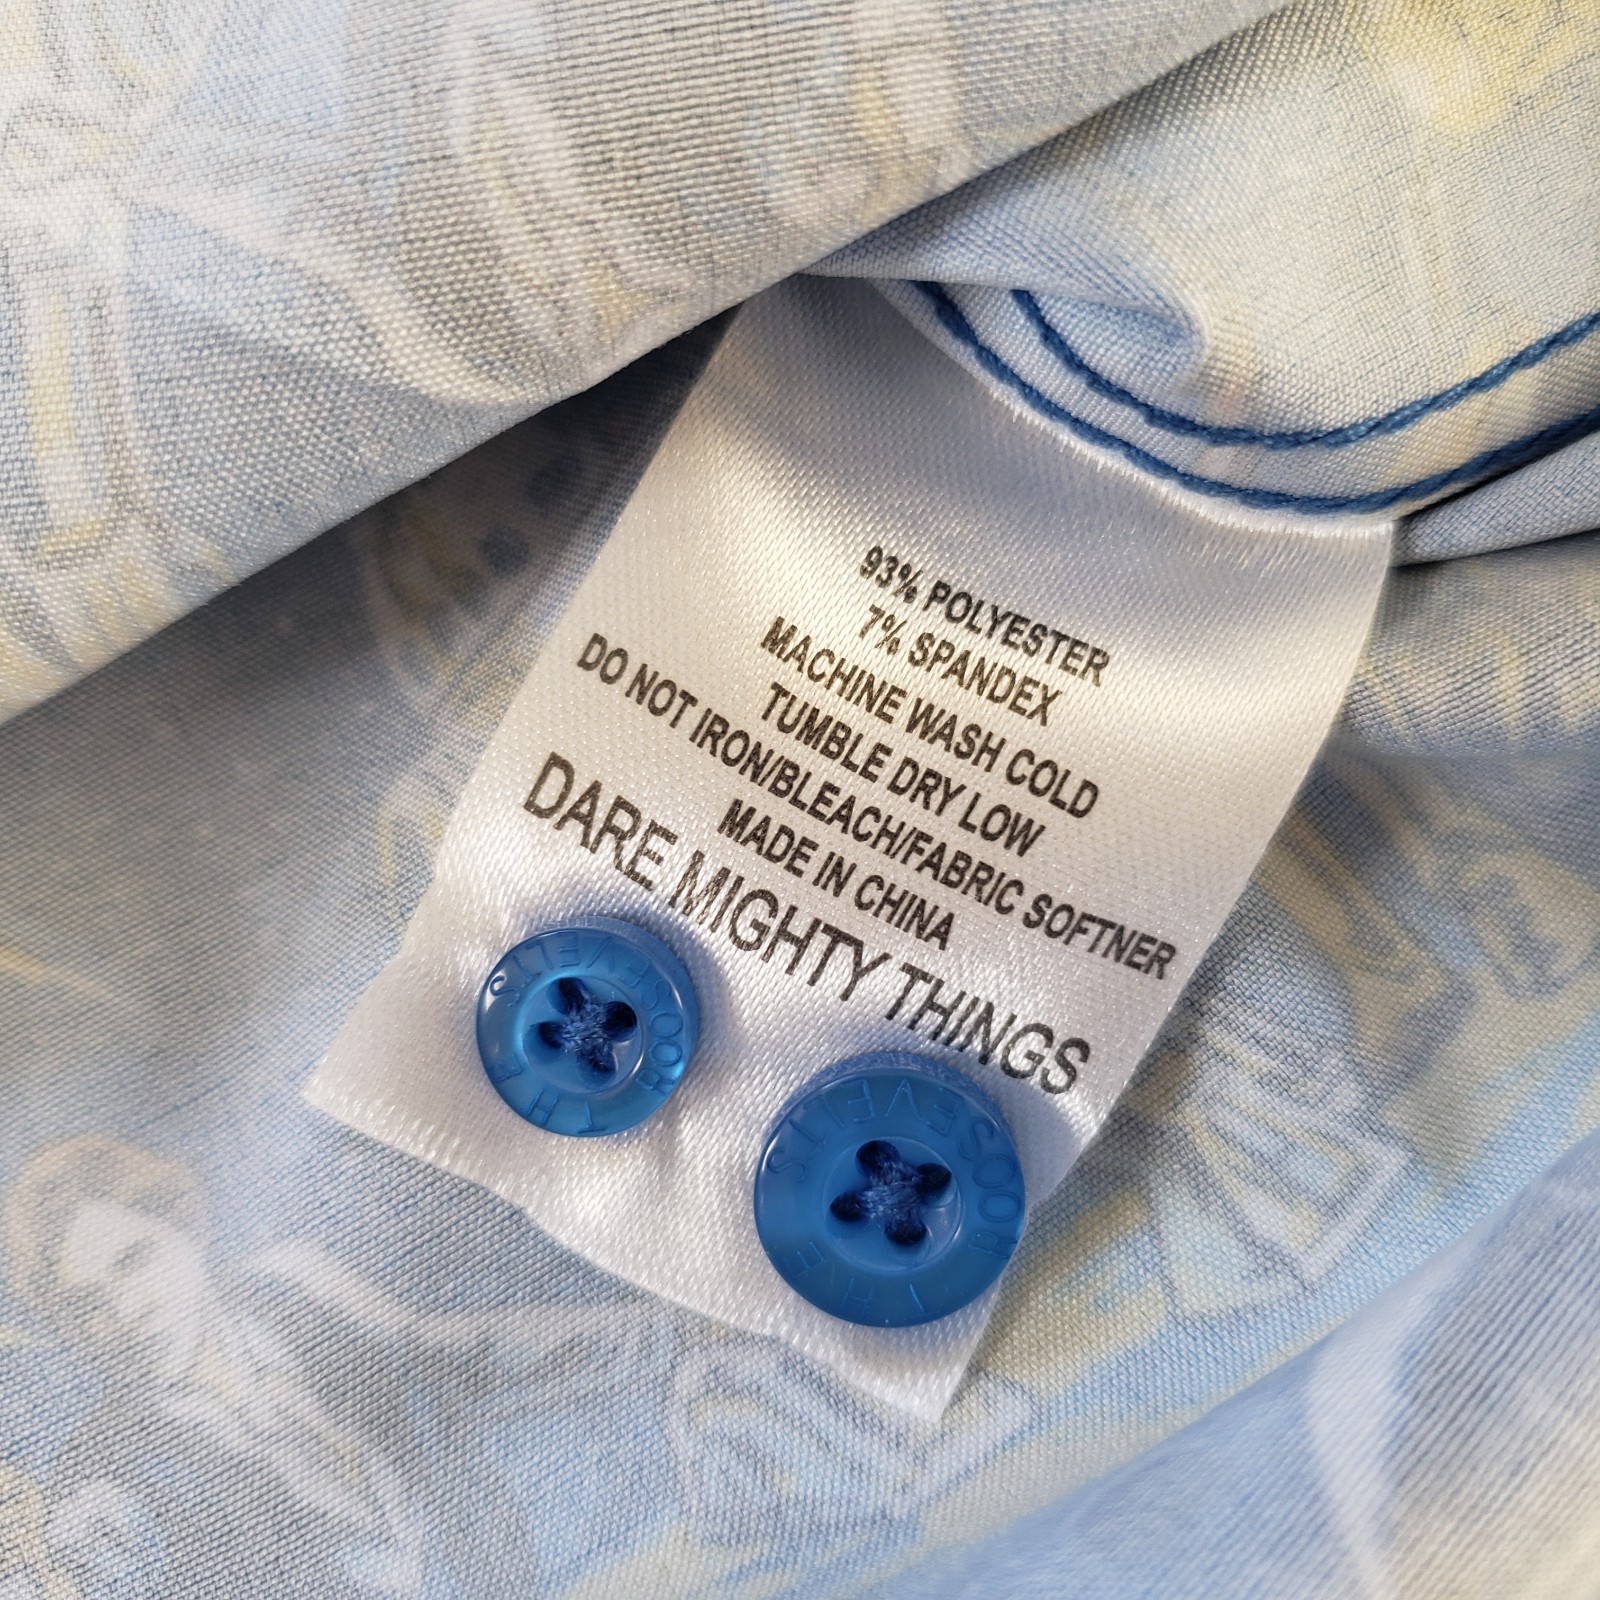 93% POLYESTER
7% SPANDEX
MACHINE WASH COLD
TUMBLE DRY LOW
DO NOT IRON/BLEACH/FABRIC SOFTNER
MADE IN CHINA
DARE MIGHTY THINGS
THE ROOSEVELTS
THE ROOSEVELTS